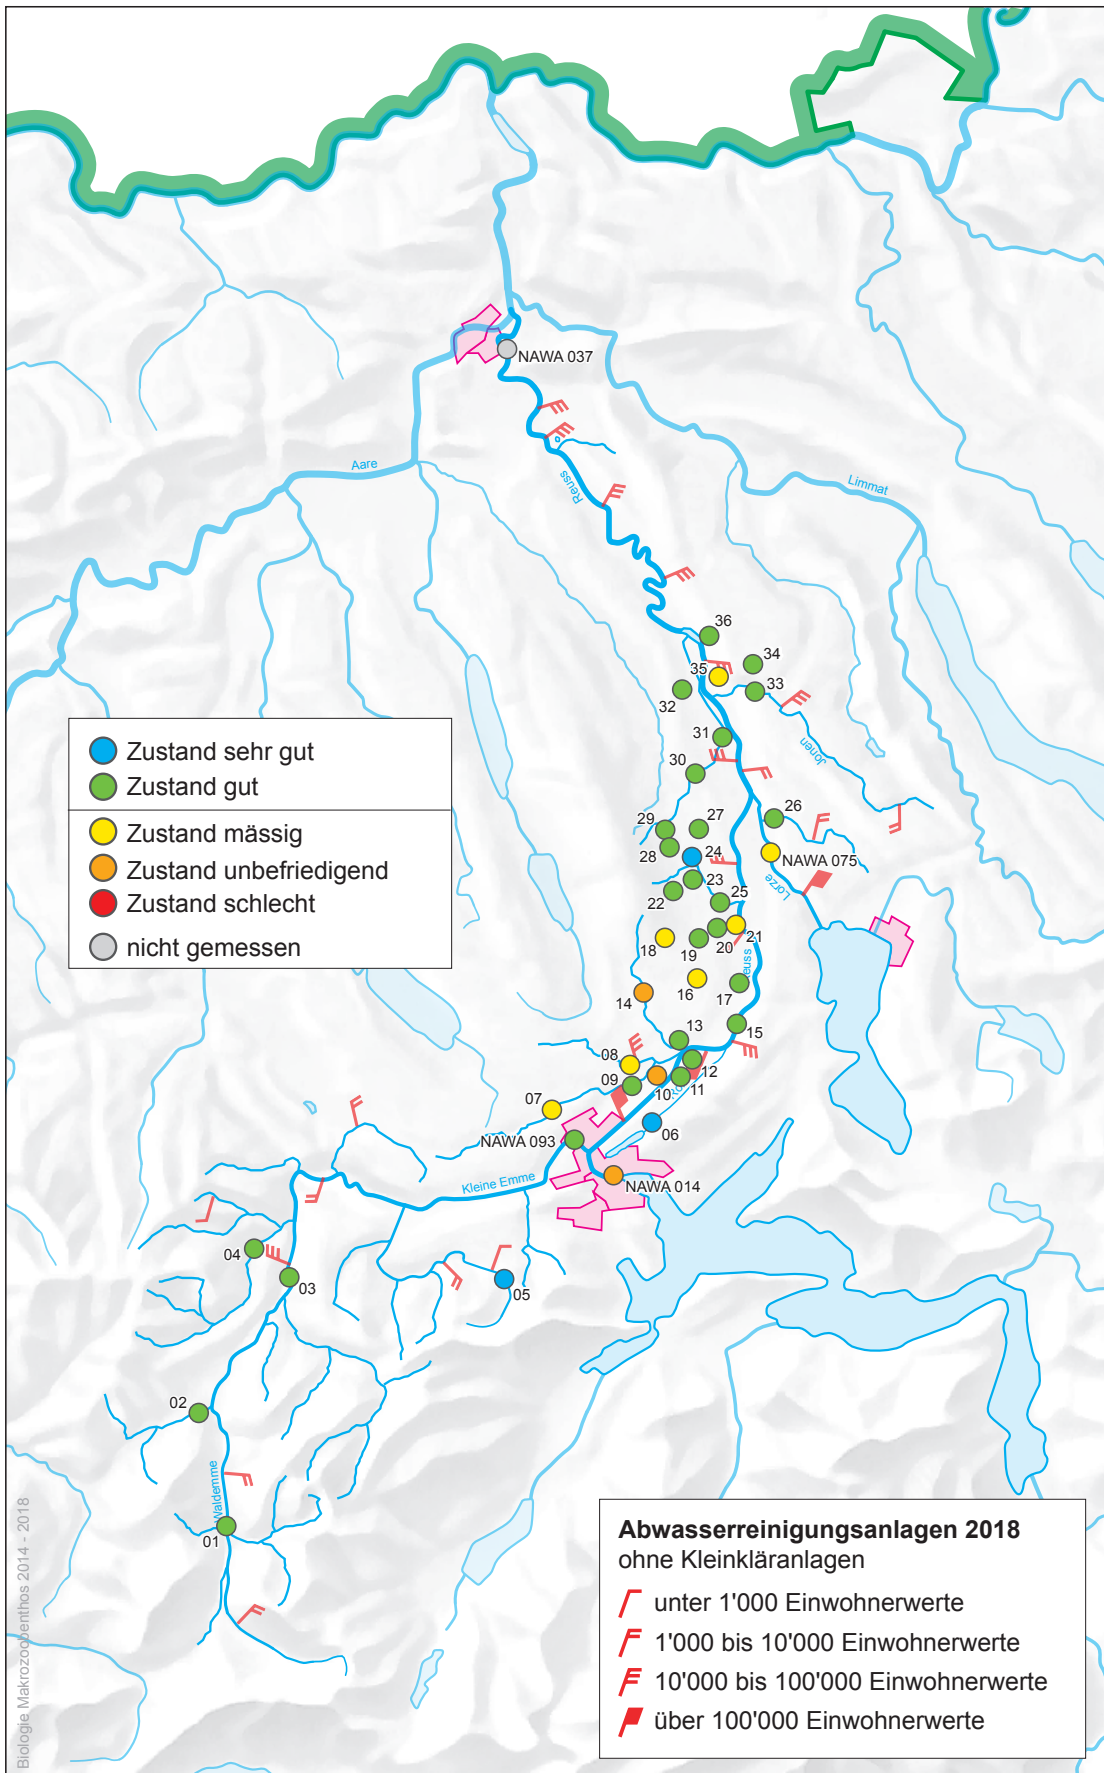 NAWA 037
Aare
Reuss
Limmat
36
34
35
33
32
31
Jonen
30
26
27
29
24
28
NAWA 075
23
Lorze
22
25
21
20
18
19
euss
16
17
14
15
13
08
12
09
10
11
07
06
NAWA 093
Kleine Emme
NAWA 014
04
03
05
02
Waldemme
01
Zustand sehr gut
Zustand gut
Zustand mässig
Zustand unbefriedigend
Zustand schlecht
nicht gemessen
Abwasserreinigungsanlagen 2018
ohne Kleinkläranlagen
unter 1'000 Einwohnerwerte
1'000 bis 10'000 Einwohnerwerte
10'000 bis 100'000 Einwohnerwerte
über 100'000 Einwohnerwerte
Biologie Makrozoobenthos 2014 - 2018